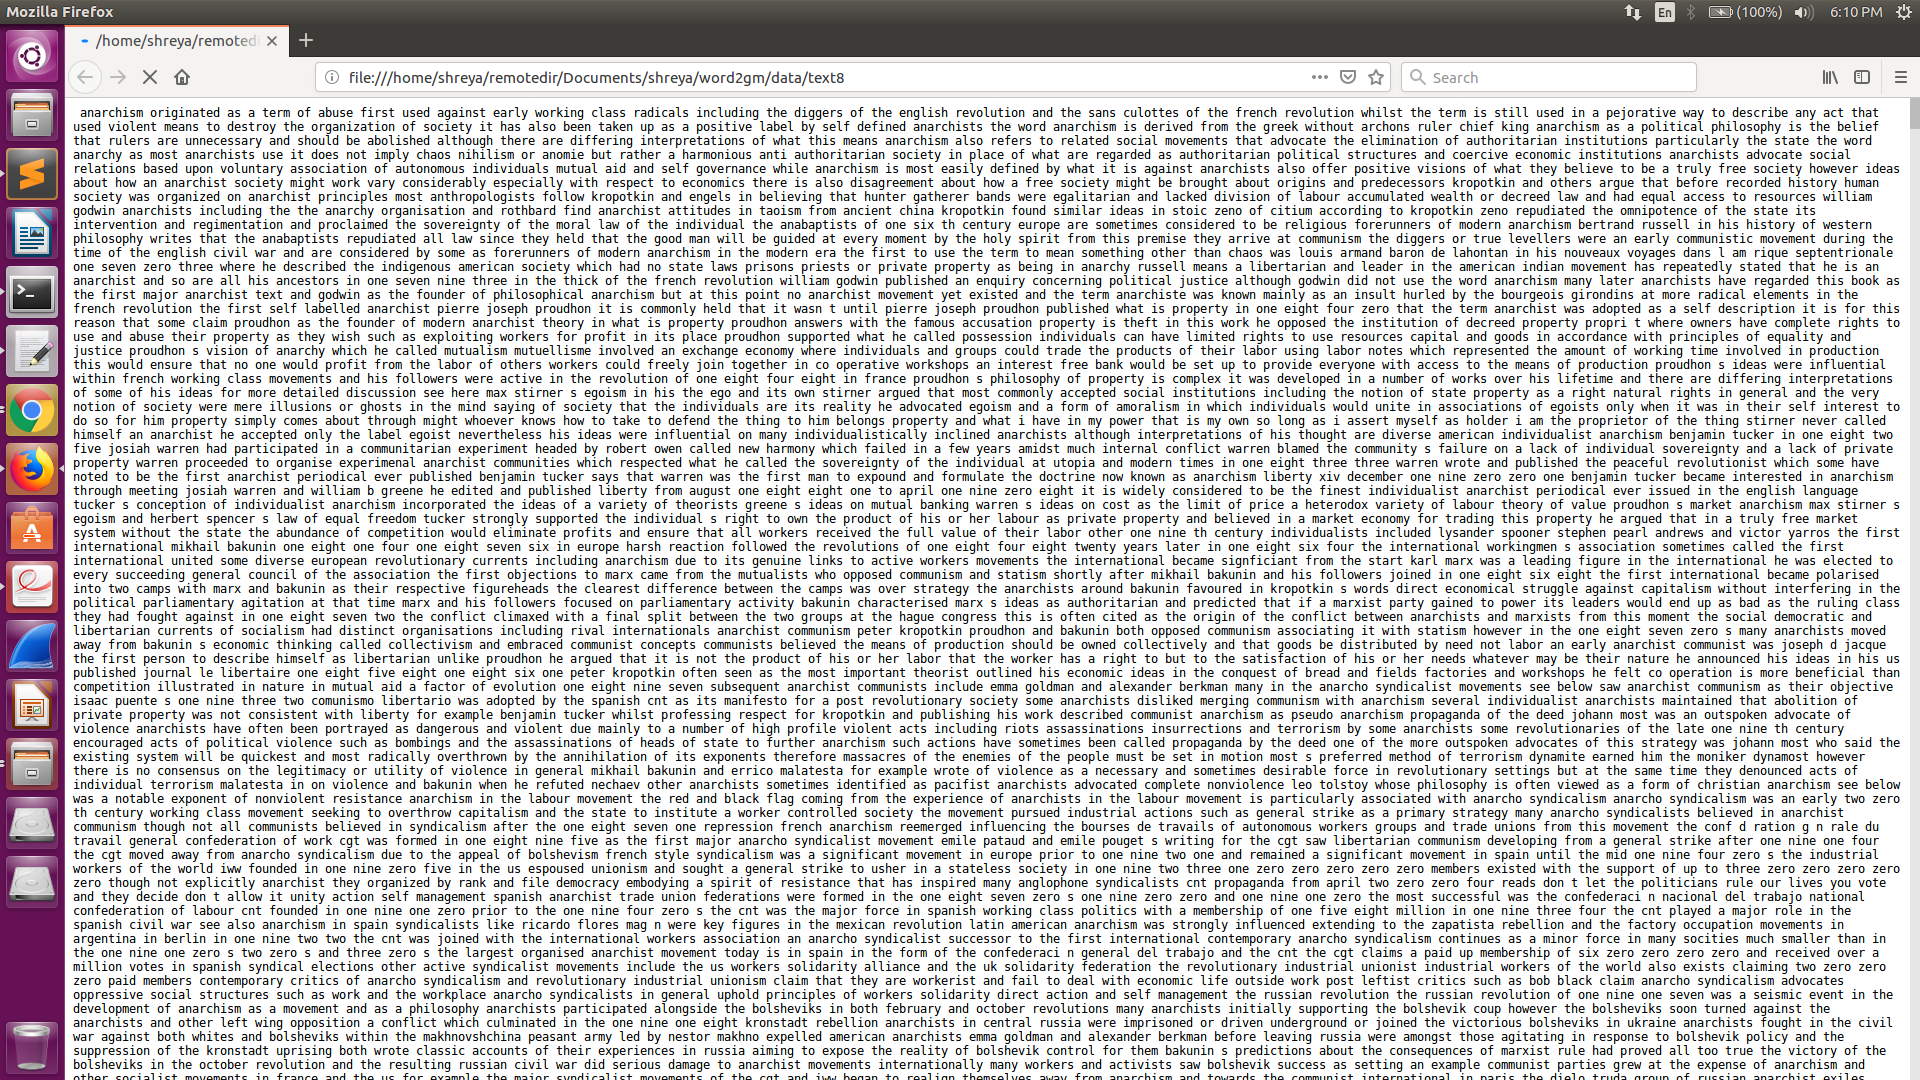 Mozilla Firefox
En
(100%)
6:10 PM
/home/shreya/remotedi
file:///home/shreya/remotedir/Documents/shreya/word2gm/data/text8
Search
anarchism originated as a term of abuse first used against early working class radicals including the diggers of the english revolution and the sans culottes of the french revolution whilst the term is still used in a pejorative way to describe any act that
used violent means to destroy the organization of society it has also been taken up as a positive label by self defined anarchists the word anarchism is derived from the greek without archons ruler chief king anarchism as a political philosophy is the belief
that rulers are unnecessary and should be abolished although there are differing interpretations of what this means anarchism also refers to related social movements that advocate the elimination of authoritarian institutions particularly the state the word
anarchy as most anarchists use it does not imply chaos nihilism or anomie but rather a harmonious anti authoritarian society in place of what are regarded as authoritarian political structures and coercive economic institutions anarchists advocate social
relations based upon voluntary association of autonomous individuals mutual aid and self governance while anarchism is most easily defined by what it is against anarchists also offer positive visions of what they believe to be a truly free society however ideas
about how an anarchist society might work vary considerably especially with respect to economics there is also disagreement about how a free society might be brought about origins and predecessors kropotkin and others argue that before recorded history human
society was organized on anarchist principles most anthropologists follow kropotkin and engels in believing that hunter gatherer bands were egalitarian and lacked division of labour accumulated wealth or decreed law and had equal access to resources william
godwin anarchists including the the anarchy organisation and rothbard find anarchist attitudes in taoism from ancient china kropotkin found similar ideas in stoic zeno of citium according to kropotkin zeno repudiated the omnipotence of the state its
intervention and regimentation and proclaimed the sovereignty of the moral law of the individual the anabaptists of one six th century europe are sometimes considered to be religious forerunners of modern anarchism bertrand russell in his history of western
philosophy writes that the anabaptists repudiated all law since they held that the good man will be guided at every moment by the holy spirit from this premise they arrive at communism the diggers or true levellers were an early communistic movement during the
time of the english civil war and are considered by some as forerunners of modern anarchism in the modern era the first to use the term to mean something other than chaos was louis armand baron de lahontan in his nouveaux voyages dans l am rique septentrionale
one seven zero three where he described the indigenous american society which had no state laws prisons priests or private property as being in anarchy russell means a libertarian and leader in the american indian movement has repeatedly stated that he is an
anarchist and so are all his ancestors in one seven nine three in the thick of the french revolution william godwin published an enquiry concerning political justice although godwin did not use the word anarchism many later anarchists have regarded this book as
the first major anarchist text and godwin as the founder of philosophical anarchism but at this point no anarchist movement yet existed and the term anarchiste was known mainly as an insult hurled by the bourgeois girondins at more radical elements in the
french revolution the first self labelled anarchist pierre joseph proudhon it is commonly held that it wasn t until pierre joseph proudhon published what is property in one eight four zero that the term anarchist was adopted as a self description it is for this
reason that some claim proudhon as the founder of modern anarchist theory in what is property proudhon answers with the famous accusation property is theft in this work he opposed the institution of decreed property propri t where owners have complete rights to
use and abuse their property as they wish such as exploiting workers for profit in its place proudhon supported what he called possession individuals can have limited rights to use resources capital and goods in accordance with principles of equality and
justice proudhon s vision of anarchy which he called mutualism mutuellisme involved an exchange economy where individuals and groups could trade the products of their labor using labor notes which represented the amount of working time involved in production
this would ensure that no one would profit from the labor of others workers could freely join together in co operative workshops an interest free bank would be set up to provide everyone with access to the means of production proudhon s ideas were influential
within french working class movements and his followers were active in the revolution of one eight four eight in france proudhon s philosophy of property is complex it was developed in a number of works over his lifetime and there are differing interpretations
of some of his ideas for more detailed discussion see here max stirner s egoism in his the ego and its own stirner argued that most commonly accepted social institutions including the notion of state property as a right natural rights in general and the very
notion of society were mere illusions or ghosts in the mind saying of society that the individuals are its reality he advocated egoism and a form of amoralism in which individuals would unite in associations of egoists only when it was in their self interest to
do so for him property simply comes about through might whoever knows how to take to defend the thing to him belongs property and what i have in my power that is my own so long as i assert myself as holder i am the proprietor of the thing stirner never called
himself an anarchist he accepted only the label egoist nevertheless his ideas were influential on many individualistically inclined anarchists although interpretations of his thought are diverse american individualist anarchism benjamin tucker in one eight two
five josiah warren had participated in a communitarian experiment headed by robert owen called new harmony which failed in a few years amidst much internal conflict warren blamed the community s failure on a lack of individual sovereignty and a lack of private
property warren proceeded to organise experimenal anarchist communities which respected what he called the sovereignty of the individual at utopia and modern times in one eight three three warren wrote and published the peaceful revolutionist which some have
noted to be the first anarchist periodical ever published benjamin tucker says that warren was the first man to expound and formulate the doctrine now known as anarchism liberty xiv december one nine zero zero one benjamin tucker became interested in anarchism
through meeting josiah warren and william b greene he edited and published liberty from august one eight eight one to april one nine zero eight it is widely considered to be the finest individualist anarchist periodical ever issued in the english language
tucker s conception of individualist anarchism incorporated the ideas of a variety of theorists greene s ideas on mutual banking warren s ideas on cost as the limit of price a heterodox variety of labour theory of value proudhon s market anarchism max stirner s
egoism and herbert spencer s law of equal freedom tucker strongly supported the individual s right to own the product of his or her labour as private property and believed in a market economy for trading this property he argued that in a truly free market
system without the state the abundance of competition would eliminate profits and ensure that all workers received the full value of their labor other one nine th century individualists included lysander spooner stephen pearl andrews and victor yarros the first
international mikhail bakunin one eight one four one eight seven six in europe harsh reaction followed the revolutions of one eight four eight twenty years later in one eight six four the international workingmen s association sometimes called the first
international united some diverse european revolutionary currents including anarchism due to its genuine links to active workers movements the international became signficiant from the start karl marx was a leading figure in the international he was elected to
every succeeding general council of the association the first objections to marx came from the mutualists who opposed communism and statism shortly after mikhail bakunin and his followers joined in one eight six eight the first international became polarised
into two camps with marx and bakunin as their respective figureheads the clearest difference between the camps was over strategy the anarchists around bakunin favoured in kropotkin s words direct economical struggle against capitalism without interfering in the
political parliamentary agitation at that time marx and his followers focused on parliamentary activity bakunin characterised marx s ideas as authoritarian and predicted that if a marxist party gained to power its leaders would end up as bad as the ruling class
they had fought against in one eight seven two the conflict climaxed with a final split between the two groups at the hague congress this is often cited as the origin of the conflict between anarchists and marxists from this moment the social democratic and
libertarian currents of socialism had distinct organisations including rival internationals anarchist communism peter kropotkin proudhon and bakunin both opposed communism associating it with statism however in the one eight seven zero s many anarchists moved
away from bakunin s economic thinking called collectivism and embraced communist concepts communists believed the means of production should be owned collectively and that goods be distributed by need not labor an early anarchist communist was joseph d jacque
the first person to describe himself as libertarian unlike proudhon he argued that it is not the product of his or her labor that the worker has a right to but to the satisfaction of his or her needs whatever may be their nature he announced his ideas in his us
published journal le libertaire one eight five eight one eight six one peter kropotkin often seen as the most important theorist outlined his economic ideas in the conquest of bread and fields factories and workshops he felt co operation is more beneficial than
competition illustrated in nature in mutual aid a factor of evolution one eight nine seven subsequent anarchist communists include emma goldman and alexander berkman many in the anarcho syndicalist movements see below saw anarchist communism as their objective
isaac puente s one nine three two comunismo libertario was adopted by the spanish cnt as its manifesto for a post revolutionary society some anarchists disliked merging communism with anarchism several individualist anarchists maintained that abolition of
private property was not consistent with liberty for example benjamin tucker whilst professing respect for kropotkin and publishing his work described communist anarchism as pseudo anarchism propaganda of the deed johann most was an outspoken advocate of
violence anarchists have often been portrayed as dangerous and violent due mainly to a number of high profile violent acts including riots assassinations insurrections and terrorism by some anarchists some revolutionaries of the late one nine th century
encouraged acts of political violence such as bombings and the assassinations of heads of state to further anarchism such actions have sometimes been called propaganda by the deed one of the more outspoken advocates of this strategy was johann most who said the
existing system will be quickest and most radically overthrown by the annihilation of its exponents therefore massacres of the enemies of the people must be set in motion most s preferred method of terrorism dynamite earned him the moniker dynamost however
there is no consensus on the legitimacy or utility of violence in general mikhail bakunin and errico malatesta for example wrote of violence as a necessary and sometimes desirable force in revolutionary settings but at the same time they denounced acts of
individual terrorism malatesta in on violence and bakunin when he refuted nechaev other anarchists sometimes identified as pacifist anarchists advocated complete nonviolence leo tolstoy whose philosophy is often viewed as a form of christian anarchism see below
was a notable exponent of nonviolent resistance anarchism in the labour movement the red and black flag coming from the experience of anarchists in the labour movement is particularly associated with anarcho syndicalism anarcho syndicalism was an early two zero
th century working class movement seeking to overthrow capitalism and the state to institute a worker controlled society the movement pursued industrial actions such as general strike as a primary strategy many anarcho syndicalists believed in anarchist
communism though not all communists believed in syndicalism after the one eight seven one repression french anarchism reemerged influencing the bourses de travails of autonomous workers groups and trade unions from this movement the conf d ration g n rale du
travail general confederation of work cgt was formed in one eight nine five as the first major anarcho syndicalist movement emile pataud and emile pouget s writing for the cgt saw libertarian communism developing from a general strike after one nine one four
the cgt moved away from anarcho syndicalism due to the appeal of bolshevism french style syndicalism was a significant movement in europe prior to one nine two one and remained a significant movement in spain until the mid one nine four zero s the industrial
workers of the world iww founded in one nine zero five in the us espoused unionism and sought a general strike to usher in a stateless society in one nine two three one zero zero zero zero zero members existed with the support of up to three zero zero zero zero
zero though not explicitly anarchist they organized by rank and file democracy embodying a spirit of resistance that has inspired many anglophone syndicalists cnt propaganda from april two zero zero four reads don t let the politicians rule our lives you vote
and they decide don t allow it unity action self management spanish anarchist trade union federations were formed in the one eight seven zero s one nine zero zero and one nine one zero the most successful was the confederaci n nacional del trabajo national
confederation of labour cnt founded in one nine one zero prior to the one nine four zero s the cnt was the major force in spanish working class politics with a membership of one five eight million in one nine three four the cnt played a major role in the
spanish civil war see also anarchism in spain syndicalists like ricardo flores mag n were key figures in the mexican revolution latin american anarchism was strongly influenced extending to the zapatista rebellion and the factory occupation movements in
argentina in berlin in one nine two two the cnt was joined with the international workers association an anarcho syndicalist successor to the first international contemporary anarcho syndicalism continues as a minor force in many socities much smaller than in
the one nine one zero s two zero s and three zero s the largest organised anarchist movement today is in spain in the form of the confederaci n general del trabajo and the cnt the cgt claims a paid up membership of six zero zero zero zero and received over a
million votes in spanish syndical elections other active syndicalist movements include the us workers solidarity alliance and the uk solidarity federation the revolutionary industrial unionist industrial workers of the world also exists claiming two zero zero
zero paid members contemporary critics of anarcho syndicalism and revolutionary industrial unionism claim that they are workerist and fail to deal with economic life outside work post leftist critics such as bob black claim anarcho syndicalism advocates
oppressive social structures such as work and the workplace anarcho syndicalists in general uphold principles of workers solidarity direct action and self management the russian revolution the russian revolution of one nine one seven was a seismic event in the
development of anarchism as a movement and as a philosophy anarchists participated alongside the bolsheviks in both february and october revolutions many anarchists initially supporting the bolshevik coup however the bolsheviks soon turned against the
anarchists and other left wing opposition a conflict which culminated in the one nine two one kronstadt rebellion anarchists in central russia were imprisoned or driven underground or joined the victorious bolsheviks in ukraine anarchists fought in the civil
war against both whites and bolsheviks within the makhnovshchina peasant army led by nestor makhno expelled american anarchists emma goldman and alexander berkman before leaving russia were amongst those agitating in response to bolshevik policy and the
suppression of the kronstadt uprising both wrote classic accounts of their experiences in russia aiming to expose the reality of bolshevik control for them bakunin s predictions about the consequences of marxist rule had proved all too true the victory of the
bolsheviks in the october revolution and the resulting russian civil war did serious damage to anarchist movements internationally many workers and activists saw bolshevik success as setting an example communist parties grew at the expense of anarchism and
other socialist movements in france and the us for example the major syndicalist movements of the cgt and iww began to realign themselves away from anarchism and towards the communist international in paris the dielo truda group of russian anarchist exiles